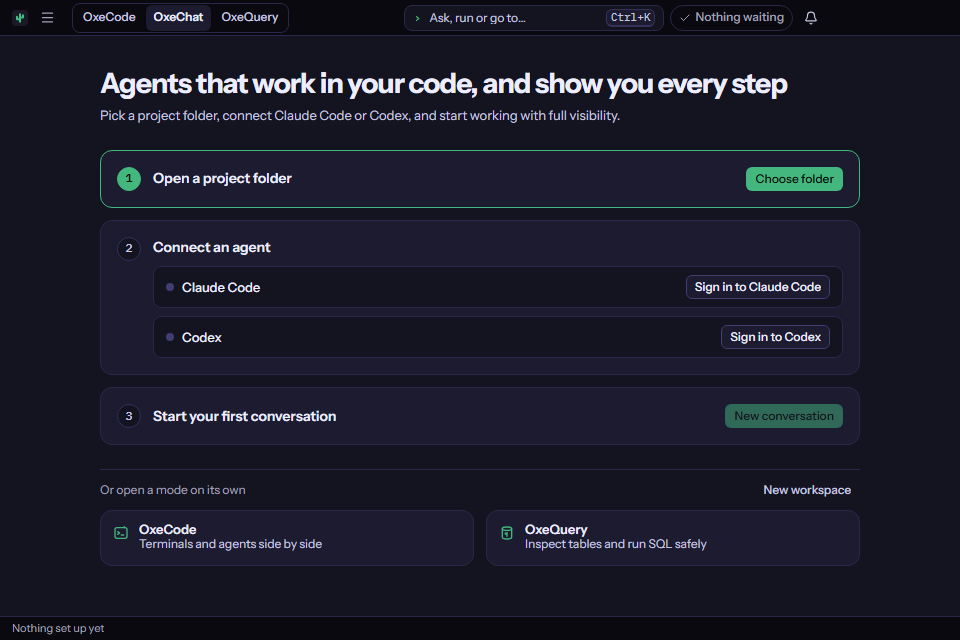 OxeCode OxeChat OxeQuery
Ask, run or go to... Ctrl+K
Nothing waiting
Agents that work in your code, and show you every step
Pick a project folder, connect Claude Code or Codex, and start working with full visibility.
1 Open a project folder Choose folder
2 Connect an agent
Claude Code Sign in to Claude Code
Codex Sign in to Codex
3 Start your first conversation New conversation
Or open a mode on its own New workspace
OxeCode
Terminals and agents side by side
OxeQuery
Inspect tables and run SQL safely
Nothing set up yet